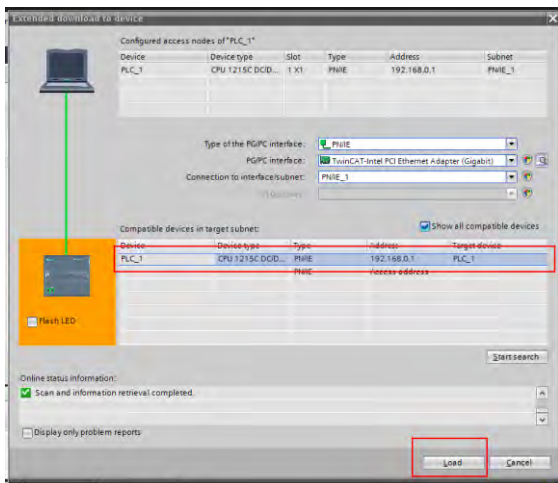 Extended download to device
Configured access nodes of "PLC_1"
Device Device type Slot Type Address Subnet
PLC_1 CPU 1215C DC/D... 1 X1 PN/IE 192.168.0.1 PN/IE_1
Type of the PG/PC interface: PN/IE
PG/PC interface: TwinCAT-Intel PCI Ethernet Adapter (Gigabit)
Connection to interface/subnet: PN/IE_1
Compatible devices in target subnet: Show all compatible devices
Device Device type Type Address Target device
PLC_1 CPU 1215C DC/D... PN/IE 192.168.0.1 PLC_1
PN/IE Access address
Flash LED
Start search
Online status information:
Scan and information retrieval completed.
Display only problem reports
Load Cancel